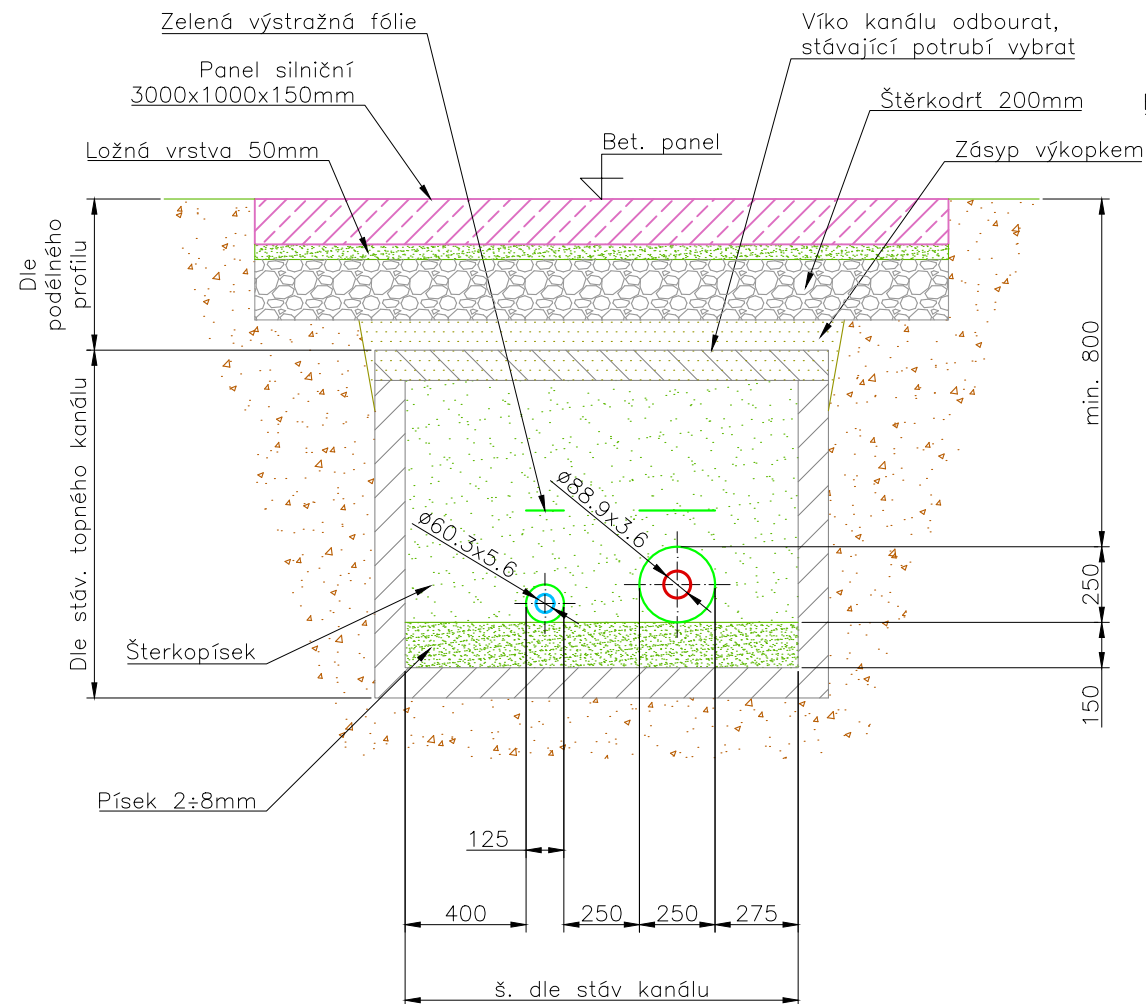 Zelená výstražná fólie
Víko kanálu odbourat,
stávající potrubí vybrat
Panel silniční
3000x1000x150mm
Štěrkodrť 200mm
Ložná vrstva 50mm
Bet. panel
Zásyp výkopkem
Dle
podélného
profilu
min. 800
Dle stáv. topného kanálu
ø88.9x3.6
ø60.3x5.6
250
Šterkopísek
150
Písek 2÷8mm
125
400
250
250
275
š. dle stáv kanálu